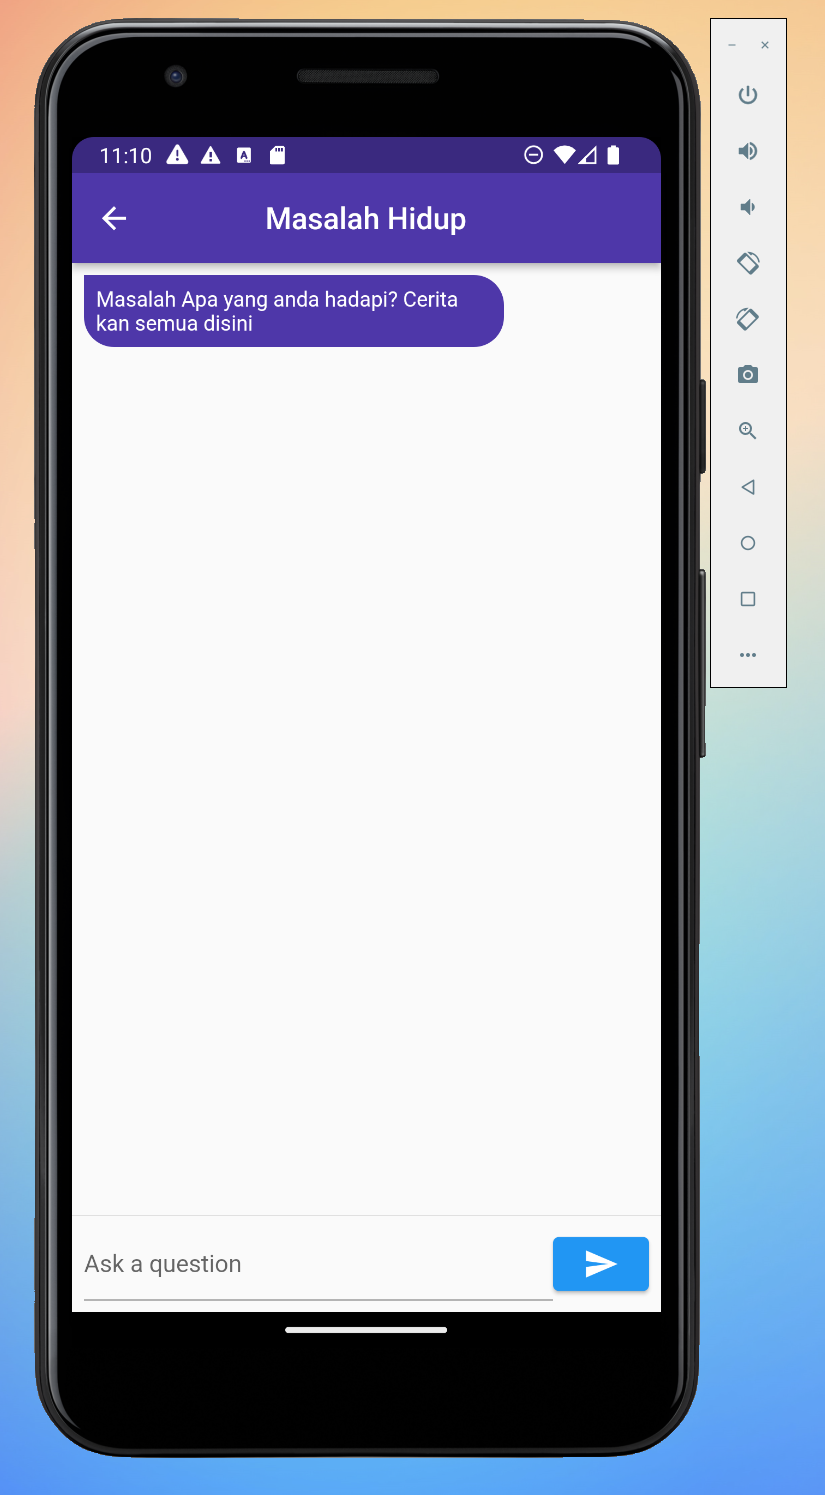 11:10
Masalah Hidup
Masalah Apa yang anda hadapi? Cerita
kan semua disini
Ask a question